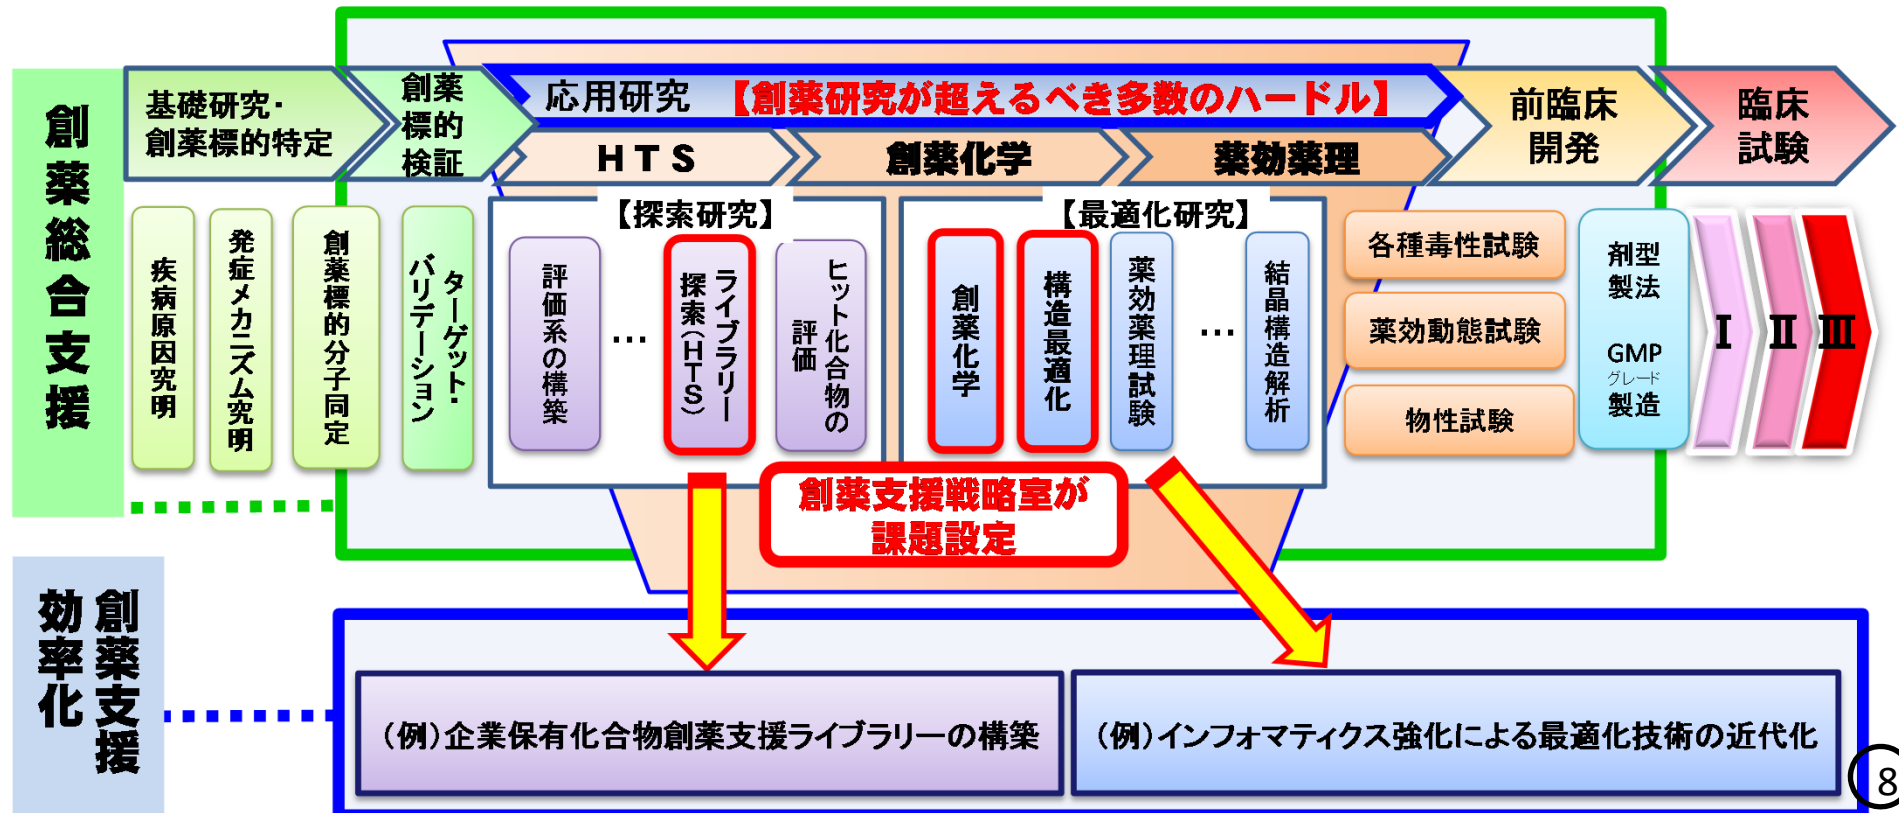 創薬総合支援
基礎研究・
創薬標的特定
創薬
標的
検証
応用研究 【創薬研究が超えるべき多数のハードル】
HTS
創薬化学
薬効薬理
前臨床
開発
臨床
試験
疾病原因究明
発症メカニズム究明
創薬標的分子同定
ターゲット・
バリデーション
【探索研究】
評価系の構築
…
ライブラリー
探索(HTS)
ヒット化合物の
評価
【最適化研究】
創薬化学
構造最適化
薬効薬理試験
…
結晶構造解析
各種毒性試験
薬効動態試験
物性試験
剤型
製法
GMP
グレード
製造
Ⅰ
Ⅱ
Ⅲ
創薬支援戦略室が
課題設定
創薬支援
効率化
(例)企業保有化合物創薬支援ライブラリーの構築
(例)インフォマティクス強化による最適化技術の近代化
8